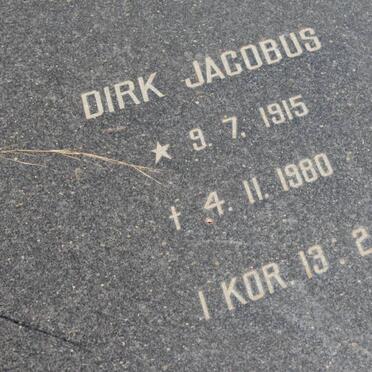 DIRK JACOBUS
★ 9. 7. 1915
† 4. 11. 1980
I KOR 13 : 2